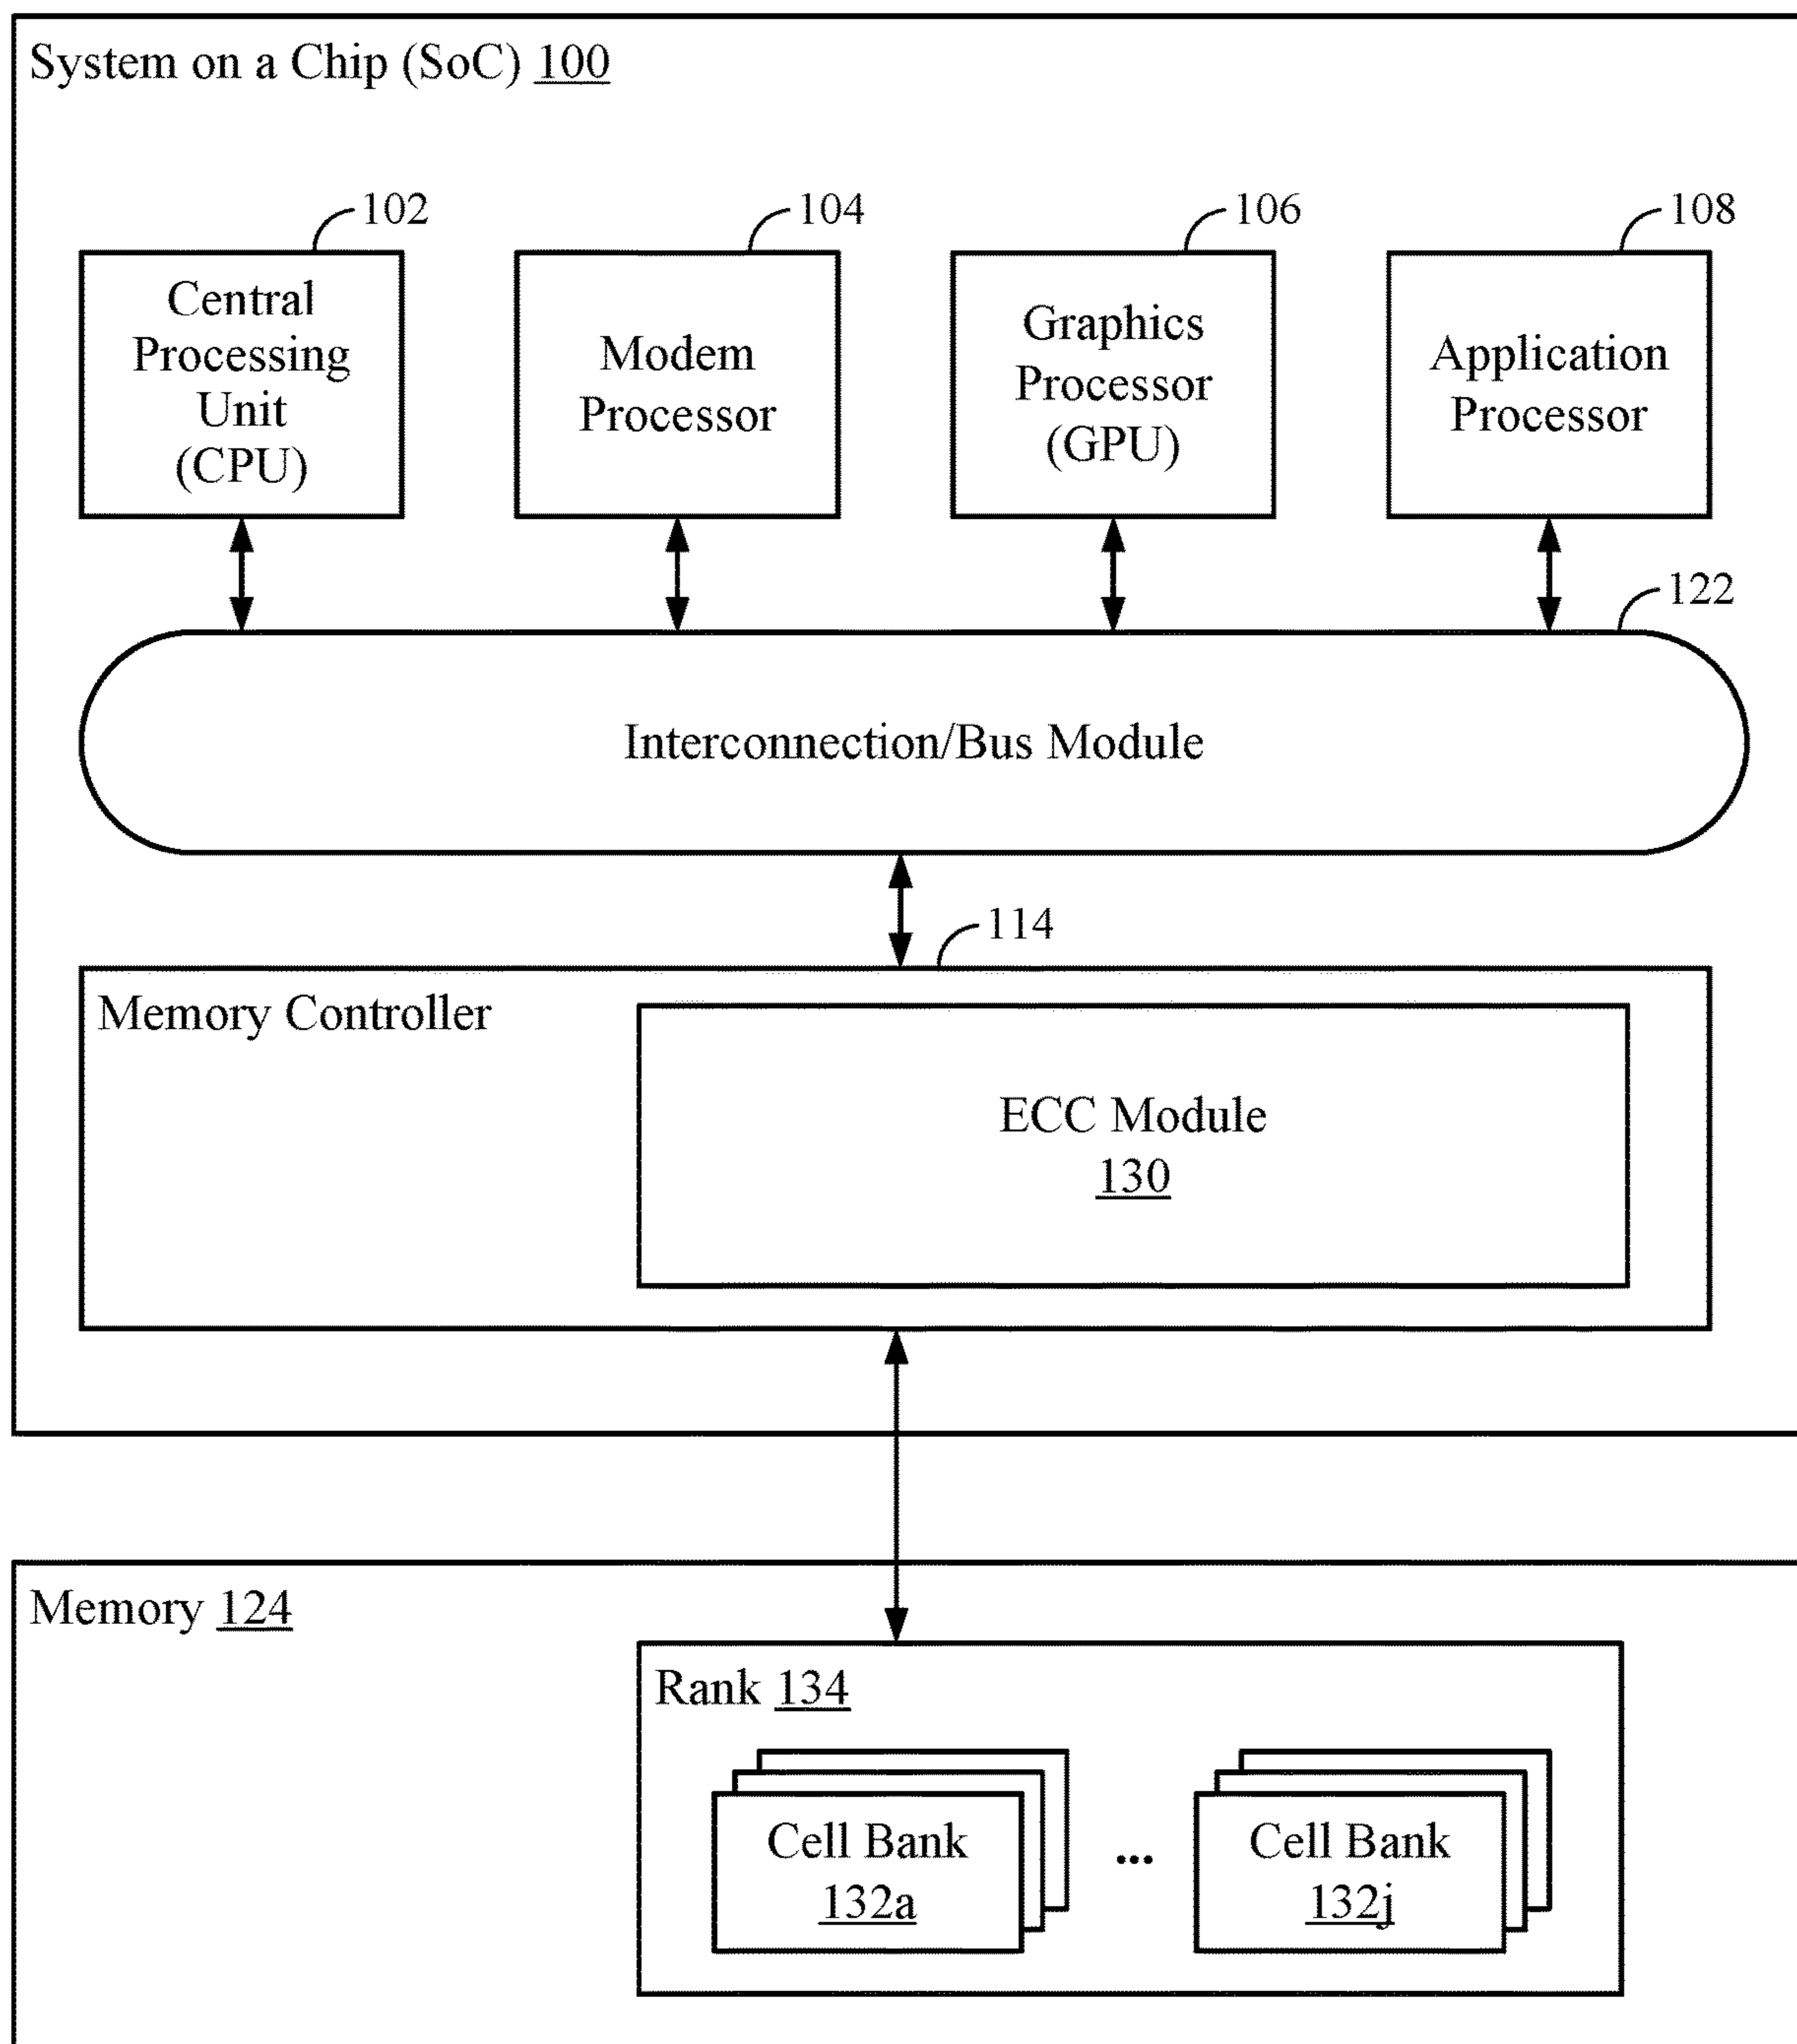 System on a Chip (SoC) 100
102
104
106
108
Central
Processing
Unit
(CPU)
Modem
Processor
Graphics
Processor
(GPU)
Application
Processor
122
Interconnection/Bus Module
114
Memory Controller
ECC Module
130
Memory 124
Rank 134
Cell Bank
132a
...
Cell Bank
132j